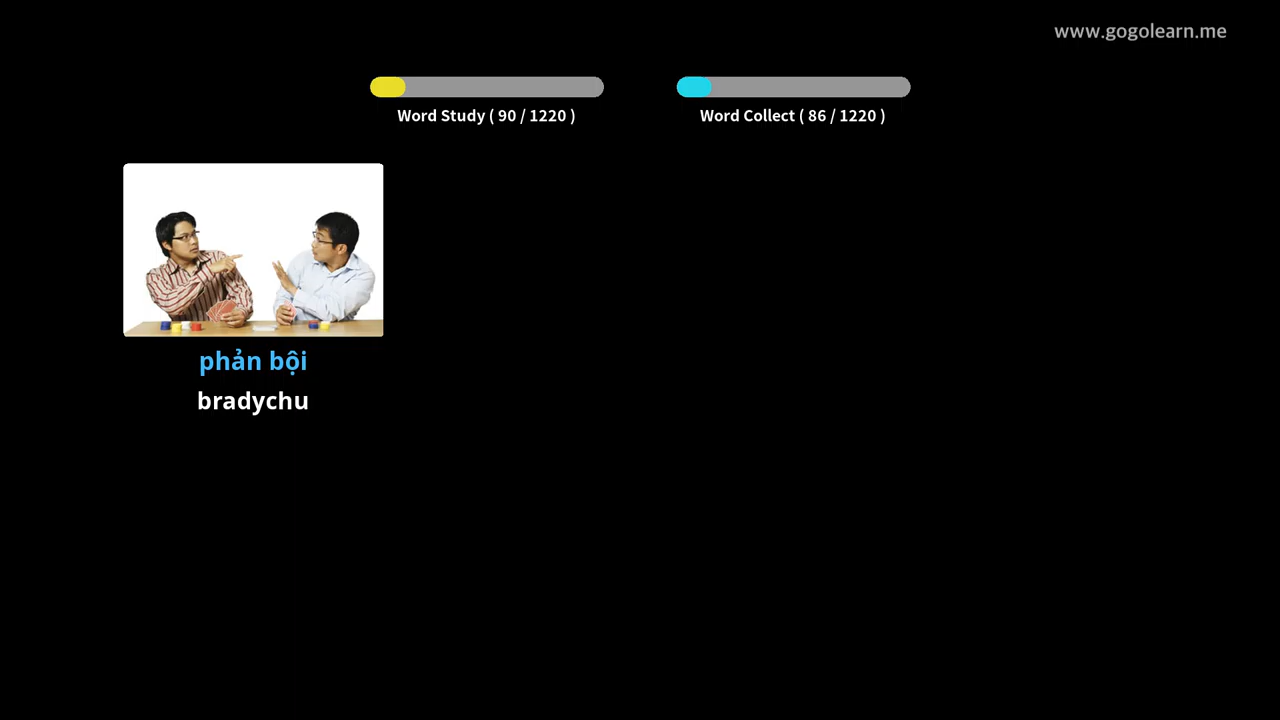 www.gogolearn.me
Word Study ( 90 / 1220 )
Word Collect ( 86 / 1220 )
phản bội
bradychu